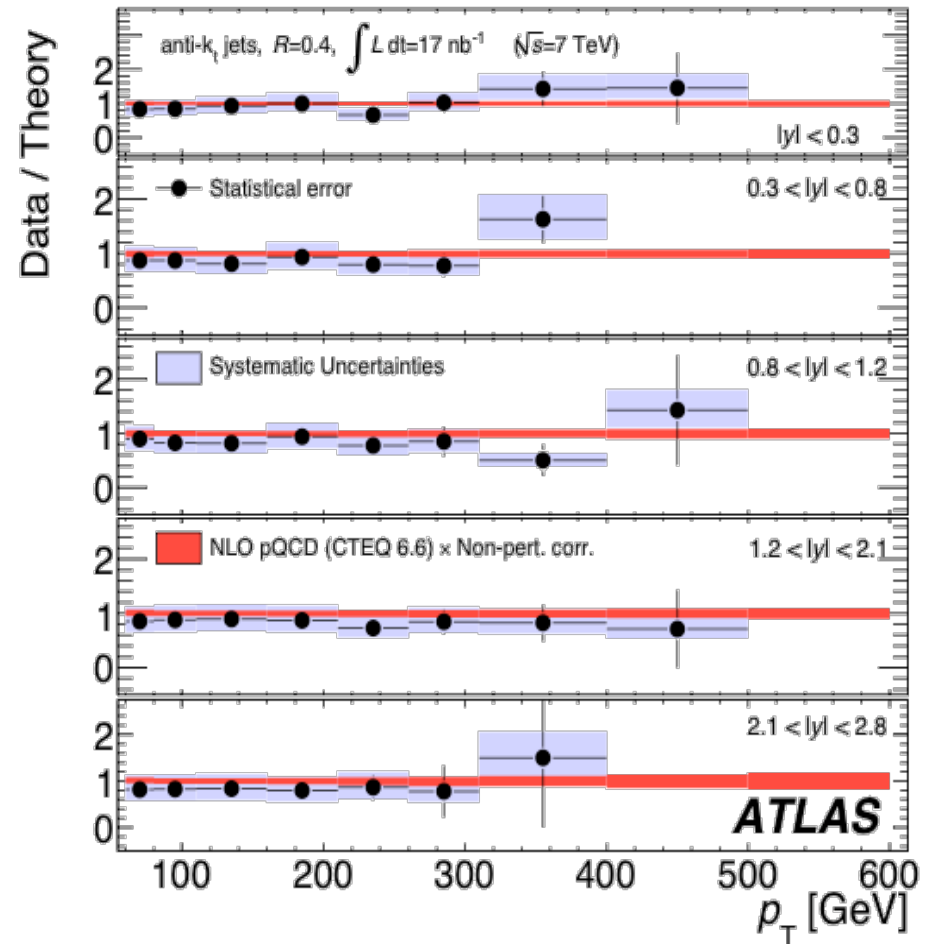 Data / Theory
anti-kₜ jets, R=0.4, ∫ L dt=17 nb⁻¹ (√s=7 TeV)
2
1
0
|y| < 0.3
Statistical error
0.3 < |y| < 0.8
2
1
0
Systematic Uncertainties
0.8 < |y| < 1.2
2
1
0
NLO pQCD (CTEQ 6.6) × Non-pert. corr.
1.2 < |y| < 2.1
2
1
0
2.1 < |y| < 2.8
2
1
0
ATLAS
100 200 300 400 500 600
p_T [GeV]